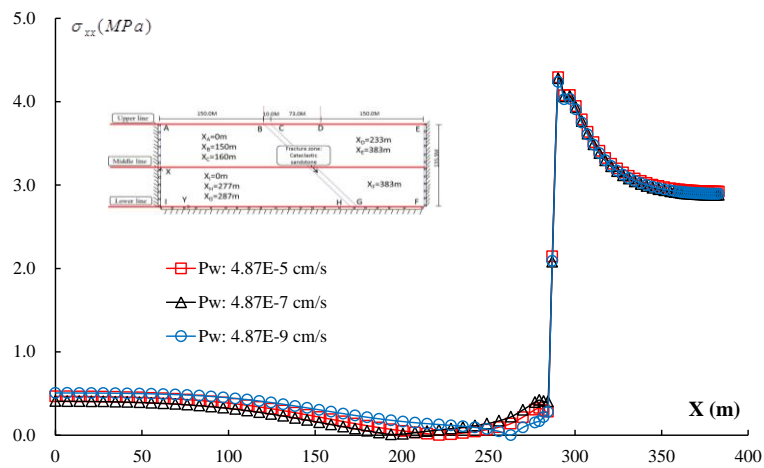 5.0
σxx(MPa)
4.0
150.0M
10.0M
73.0M
150.0M
Upper line
A
B
C
D
E
XA=0m
XB=150m
XC=160m
XD=233m
XE=383m
Fracture zone:
Cataclastic
sandstone
Middle line
X
XI=0m
XH=277m
XG=287m
XF=383m
Lower line
I
Y
H
G
F
3.0
2.0
Pw: 4.87E-5 cm/s
Pw: 4.87E-7 cm/s
Pw: 4.87E-9 cm/s
1.0
X (m)
0.0
0
50
100
150
200
250
300
350
400